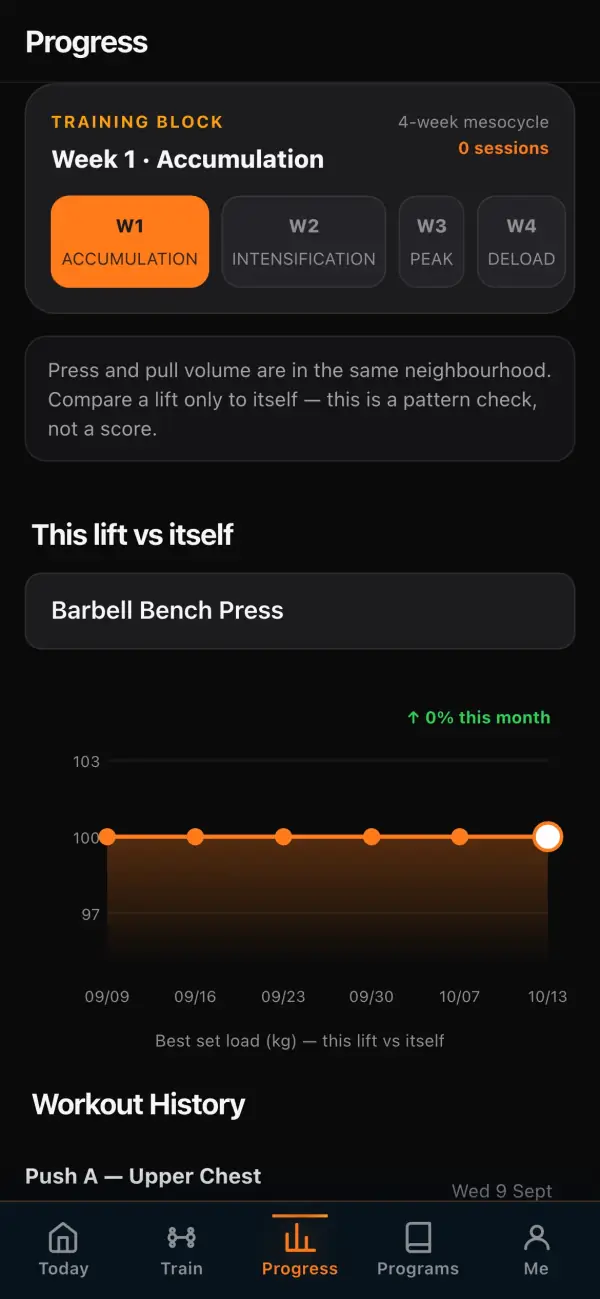 Progress
TRAINING BLOCK
4-week mesocycle
Week 1 · Accumulation
0 sessions
W1
ACCUMULATION
W2
INTENSIFICATION
W3
PEAK
W4
DELOAD
Press and pull volume are in the same neighbourhood.
Compare a lift only to itself — this is a pattern check,
not a score.
This lift vs itself
Barbell Bench Press
↑ 0% this month
103
100
97
09/09
09/16
09/23
09/30
10/07
10/13
Best set load (kg) — this lift vs itself
Workout History
Push A — Upper Chest
Wed 9 Sept
Today
Train
Progress
Programs
Me